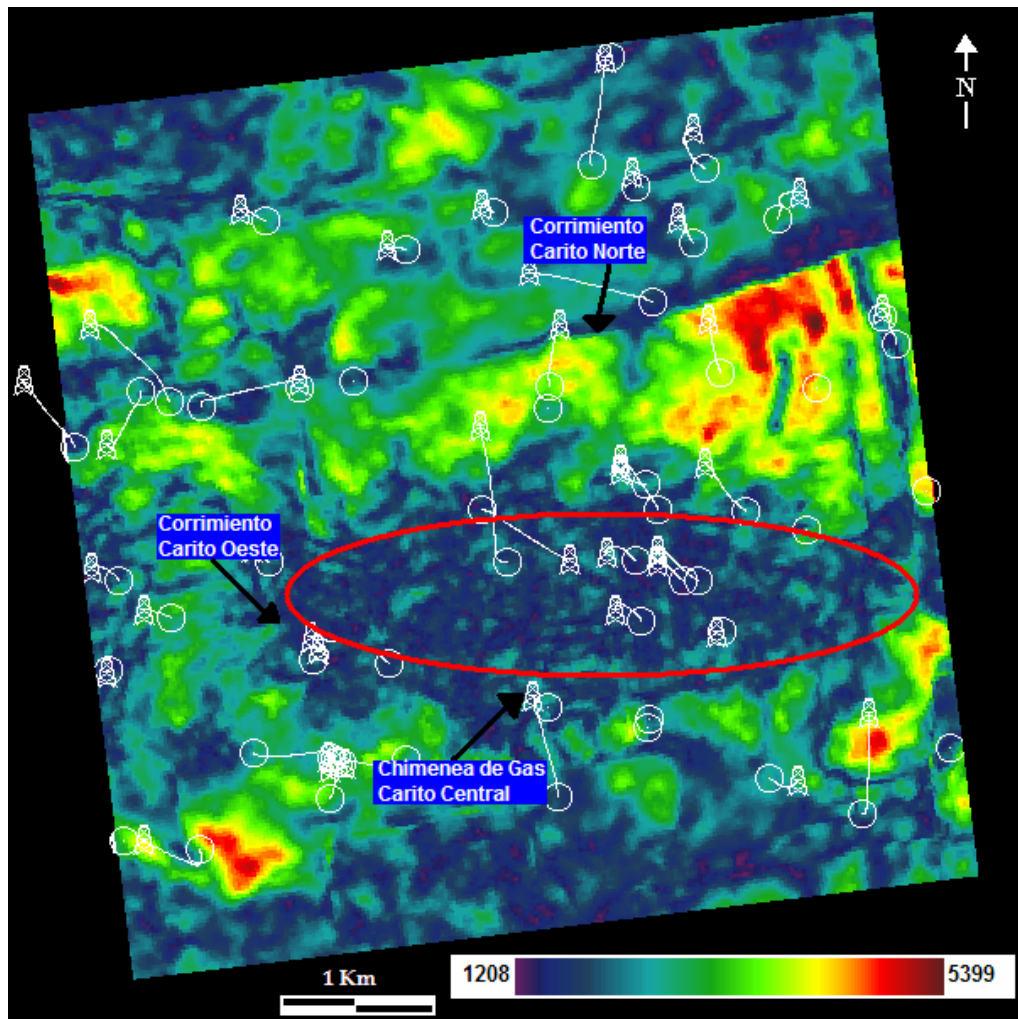 N
Corrimiento
Carito Norte
Corrimiento
Carito Oeste
Chimenea de Gas
Carito Central
1 Km
1208
5399